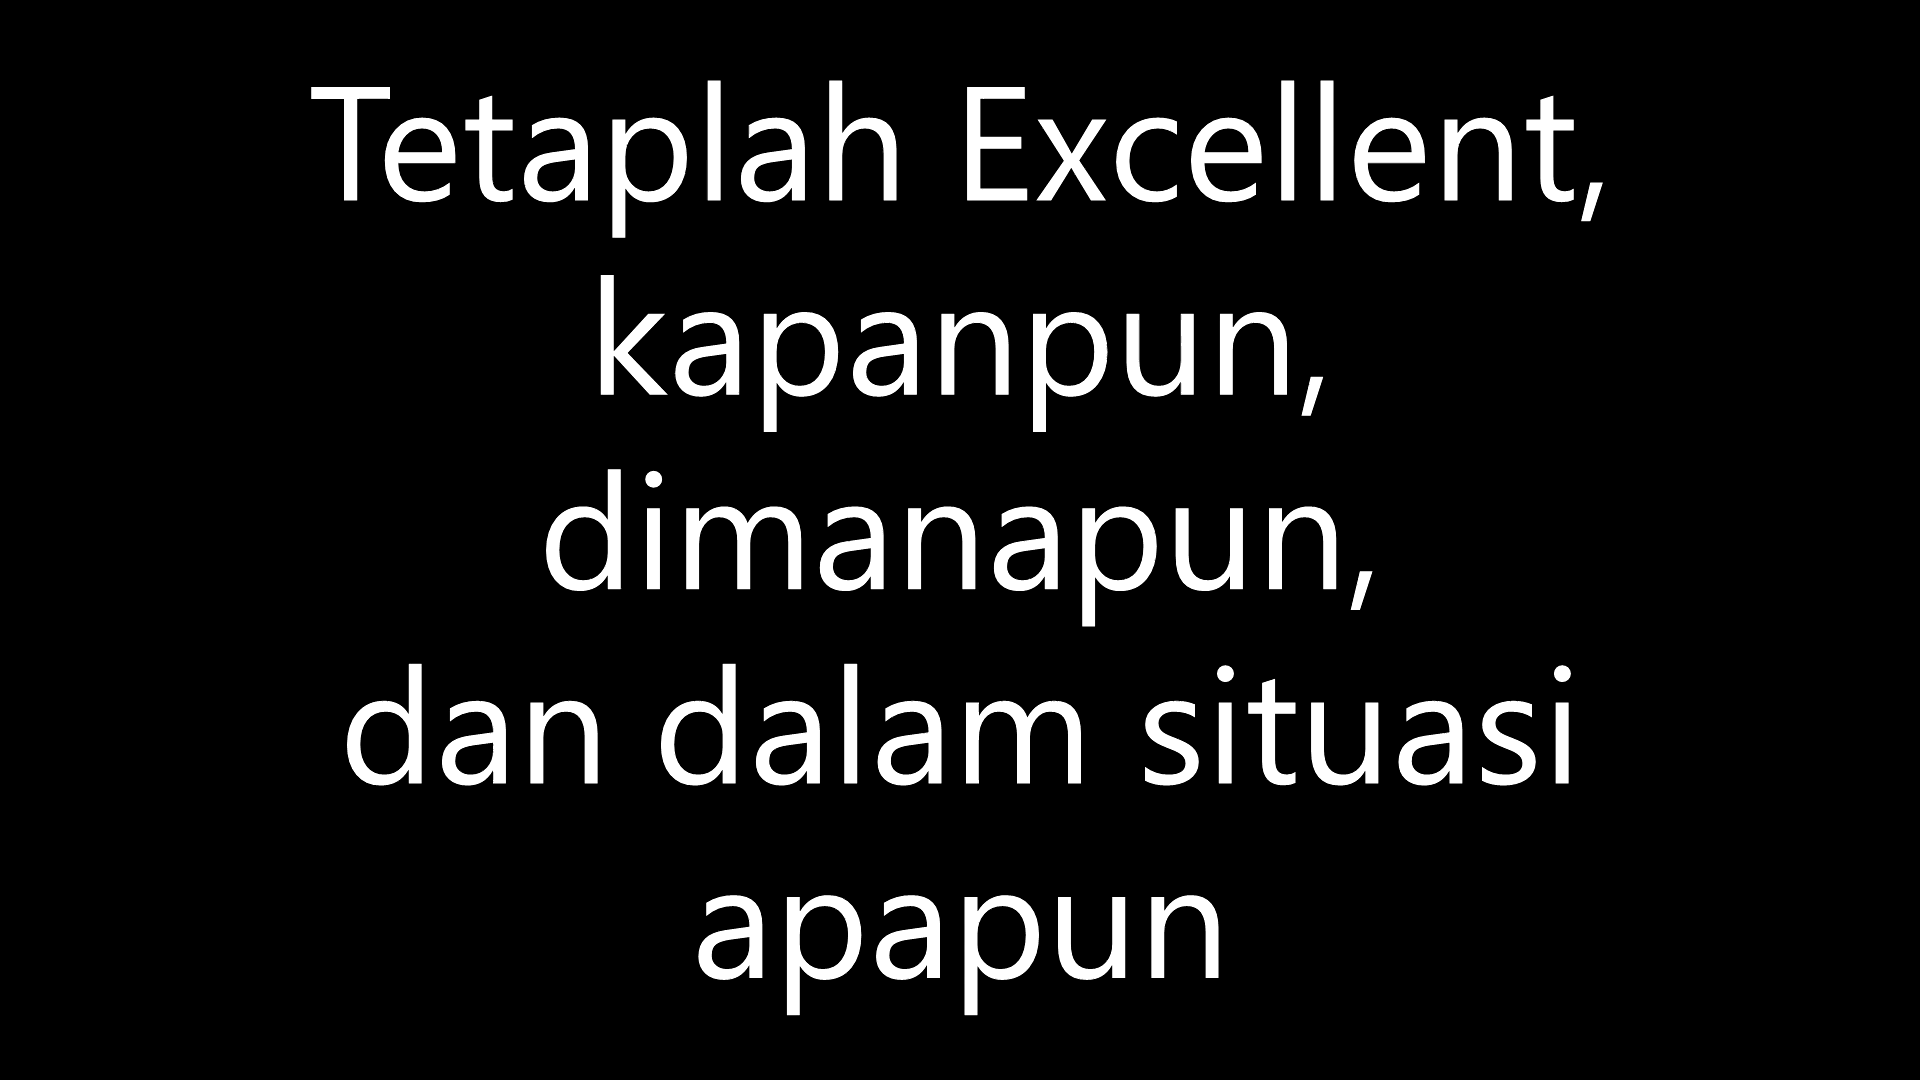 Tetaplah Excellent,
kapanpun,
dimanapun,
dan dalam situasi
apapun